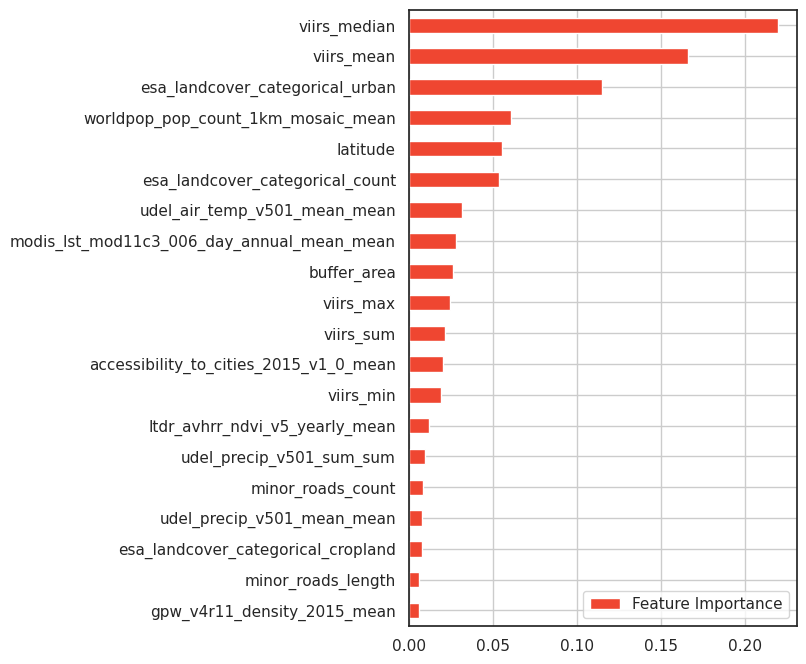 viirs_median
viirs_mean
esa_landcover_categorical_urban
worldpop_pop_count_1km_mosaic_mean
latitude
esa_landcover_categorical_count
udel_air_temp_v501_mean_mean
modis_lst_mod11c3_006_day_annual_mean_mean
buffer_area
viirs_max
viirs_sum
accessibility_to_cities_2015_v1_0_mean
viirs_min
ltdr_avhrr_ndvi_v5_yearly_mean
udel_precip_v501_sum_sum
minor_roads_count
udel_precip_v501_mean_mean
esa_landcover_categorical_cropland
minor_roads_length
gpw_v4r11_density_2015_mean
Feature Importance
0.00 0.05 0.10 0.15 0.20